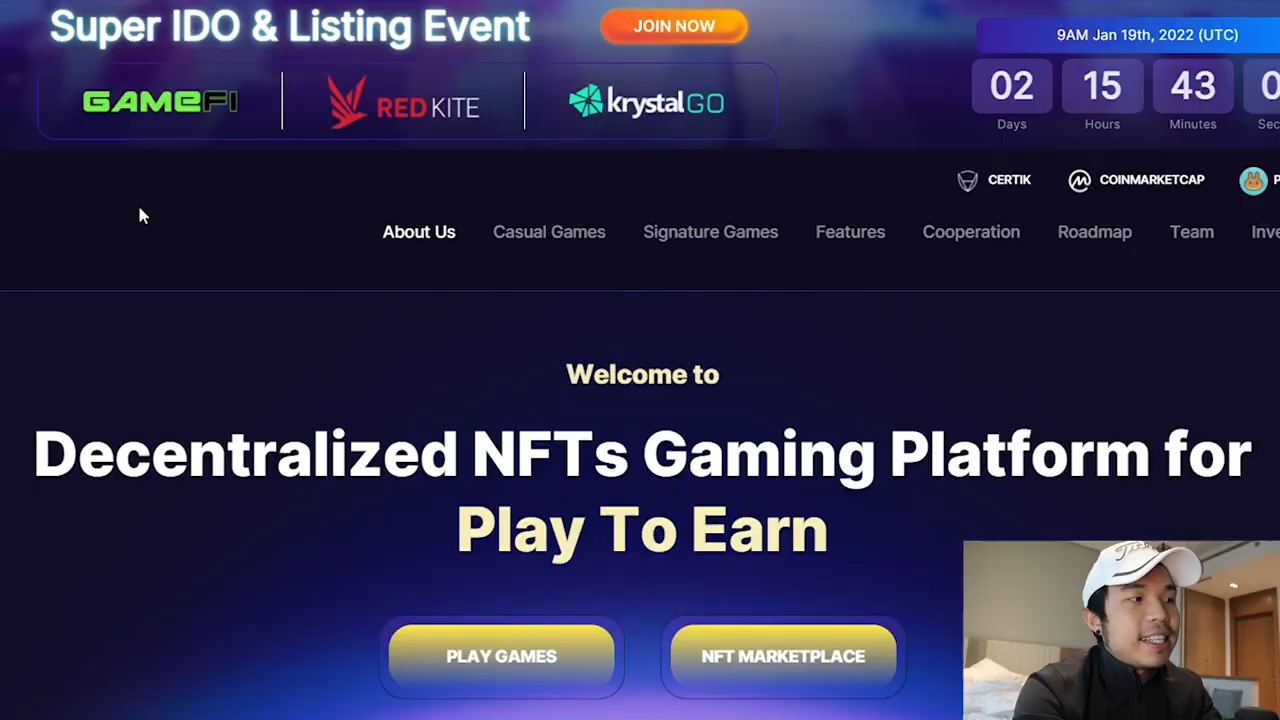 Super IDO & Listing Event
JOIN NOW
9AM Jan 19th, 2022 (UTC)
GAMEFI
REDKITE
krystalGO
02
15
43
Days
Hours
Minutes
CERTIK
COINMARKETCAP
About Us
Casual Games
Signature Games
Features
Cooperation
Roadmap
Team
Welcome to
Decentralized NFTs Gaming Platform for
Play To Earn
PLAY GAMES
NFT MARKETPLACE